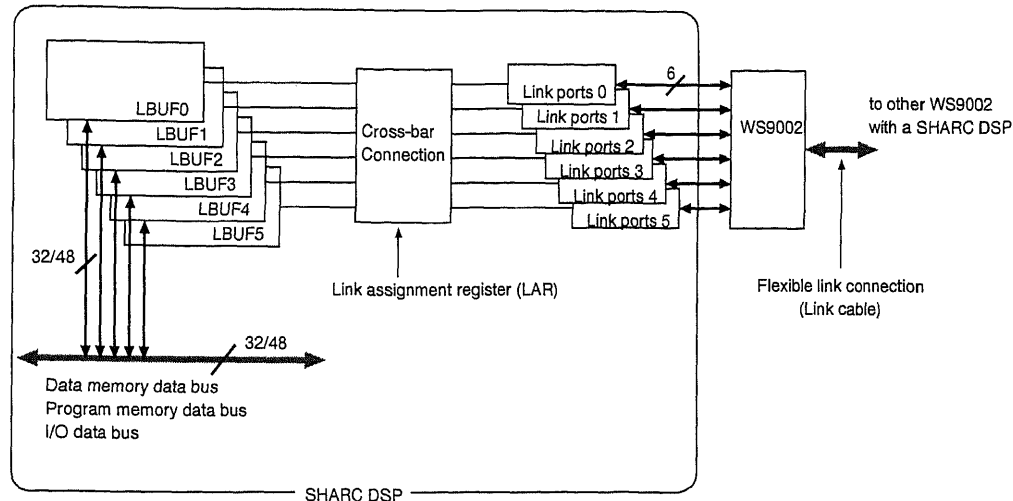 LBUF0
LBUF1
LBUF2
LBUF3
LBUF4
LBUF5
32/48
32/48
Data memory data bus
Program memory data bus
I/O data bus
Cross-bar
Connection
Link assignment register (LAR)
Link ports 0
Link ports 1
Link ports 2
Link ports 3
Link ports 4
Link ports 5
6
WS9002
to other WS9002
with a SHARC DSP
Flexible link connection
(Link cable)
SHARC DSP